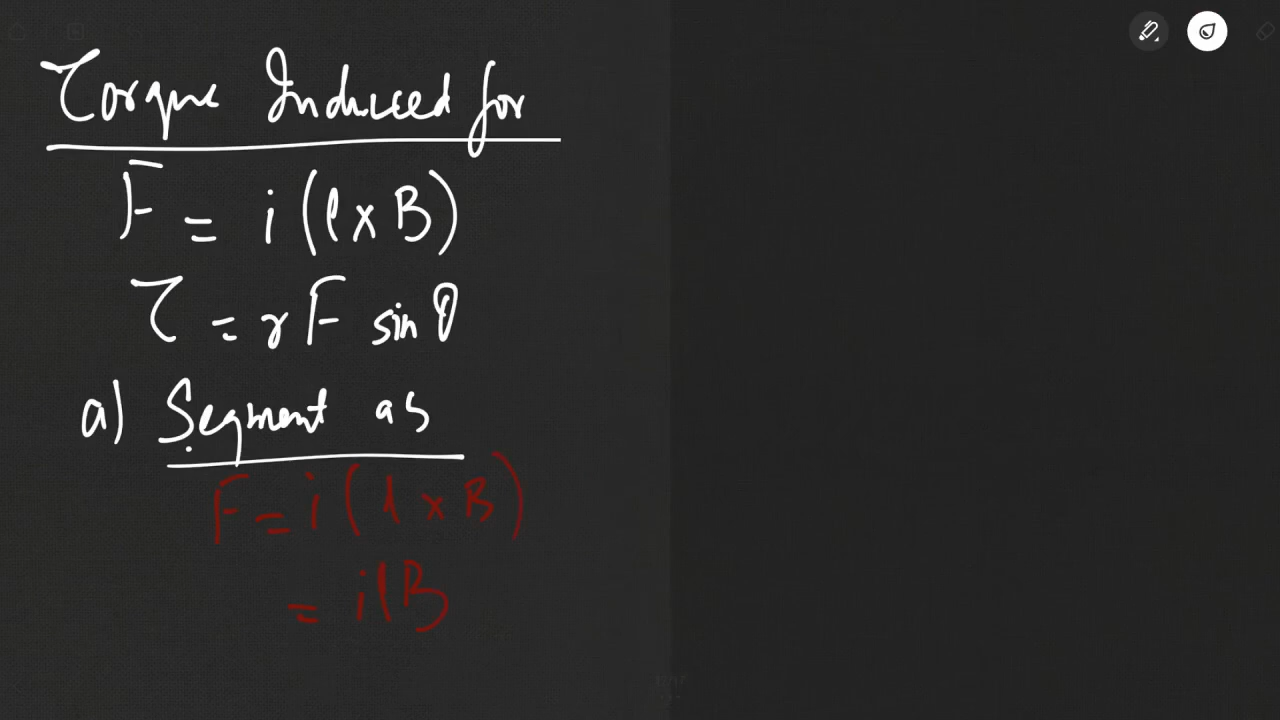 Torque Induced for
F̅ = i (l x B)
τ = r F sin θ
a) Segment as
F = i (l x B)
= ilB